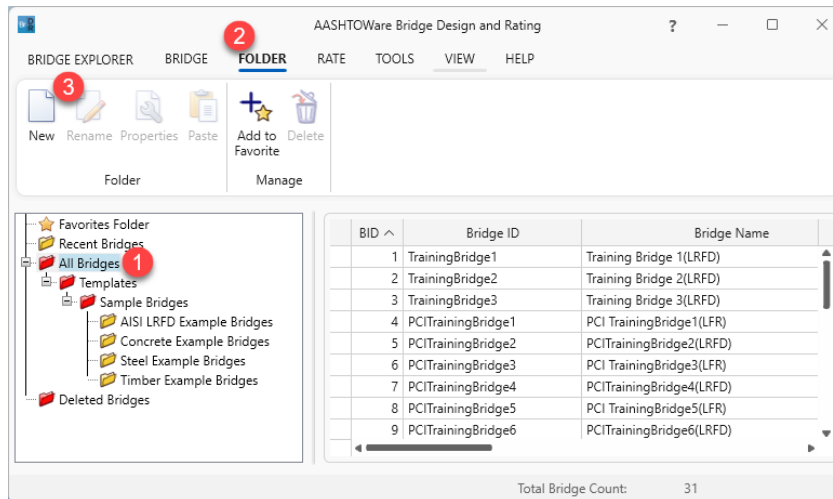 AASHTOWare Bridge Design and Rating
?
2
BRIDGE EXPLORER BRIDGE FOLDER RATE TOOLS VIEW HELP
3
New Rename Properties Paste Add to Favorite Delete
Folder Manage
Favorites Folder
Recent Bridges
All Bridges 1
Templates
Sample Bridges
AISI LRFD Example Bridges
Concrete Example Bridges
Steel Example Bridges
Timber Example Bridges
Deleted Bridges
BID Bridge ID Bridge Name
1 TrainingBridge1 Training Bridge 1(LRFD)
2 TrainingBridge2 Training Bridge 2(LRFD)
3 TrainingBridge3 Training Bridge 3(LRFD)
4 PCITrainingBridge1 PCI TrainingBridge1(LFR)
5 PCITrainingBridge2 PCITrainingBridge2(LRFD)
6 PCITrainingBridge3 PCI TrainingBridge3(LFR)
7 PCITrainingBridge4 PCITrainingBridge4(LRFD)
8 PCITrainingBridge5 PCI TrainingBridge5(LFR)
9 PCITrainingBridge6 PCITrainingBridge6(LRFD)
Total Bridge Count: 31